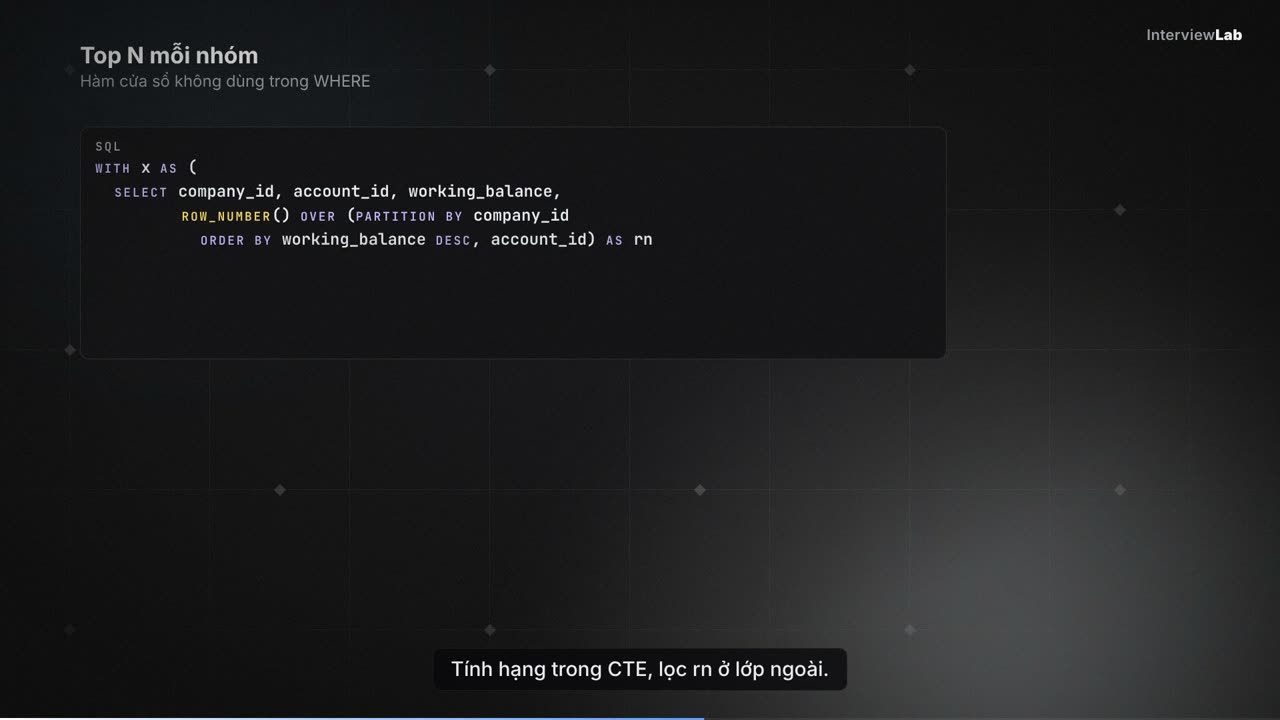 Top N mỗi nhóm
Hàm cửa sổ không dùng trong WHERE
InterviewLab
SQL
WITH x AS (
SELECT company_id, account_id, working_balance,
ROW_NUMBER() OVER (PARTITION BY company_id
ORDER BY working_balance DESC, account_id) AS rn
Tính hạng trong CTE, lọc rn ở lớp ngoài.